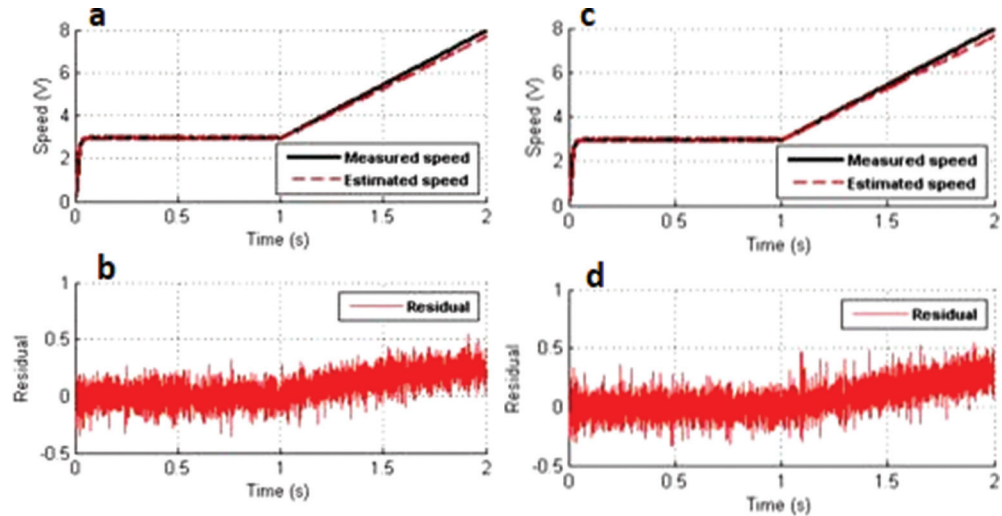 a
8
6
4
2
0
Speed (V)
Measured speed
Estimated speed
0 0.5 1 1.5 2
Time (s)
b
1
0.5
0
-0.5
Residual
Residual
0 0.5 1 1.5 2
Time (s)
c
8
6
4
2
0
Speed (V)
Measured speed
Estimated speed
0 0.5 1 1.5 2
Time (s)
d
1
0.5
0
-0.5
Residual
Residual
0 0.5 1 1.5 2
Time (s)